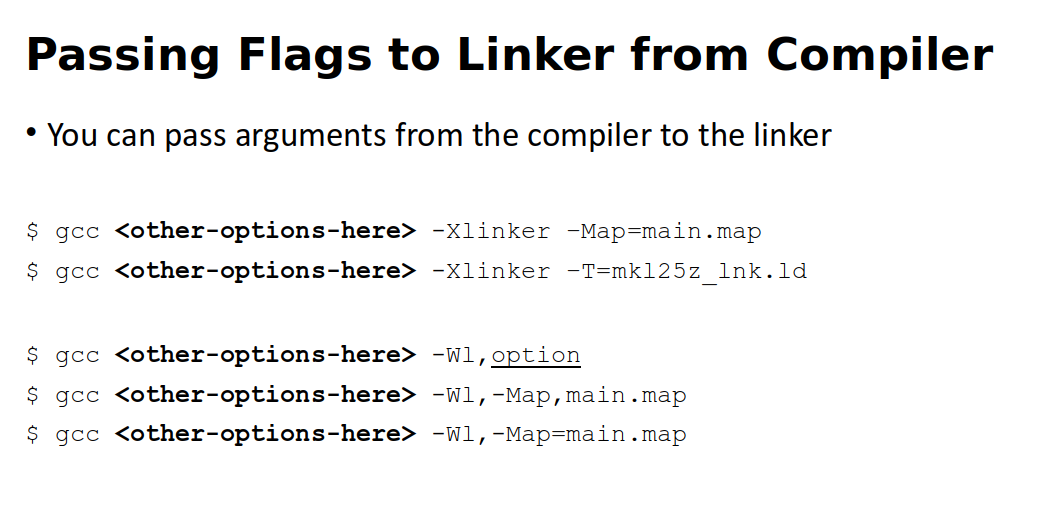 Passing Flags to Linker from Compiler
• You can pass arguments from the compiler to the linker
$ gcc <other-options-here> -Xlinker -Map=main.map
$ gcc <other-options-here> -Xlinker -T=mkl25z_lnk.ld
$ gcc <other-options-here> -Wl,option
$ gcc <other-options-here> -Wl,-Map,main.map
$ gcc <other-options-here> -Wl,-Map=main.map